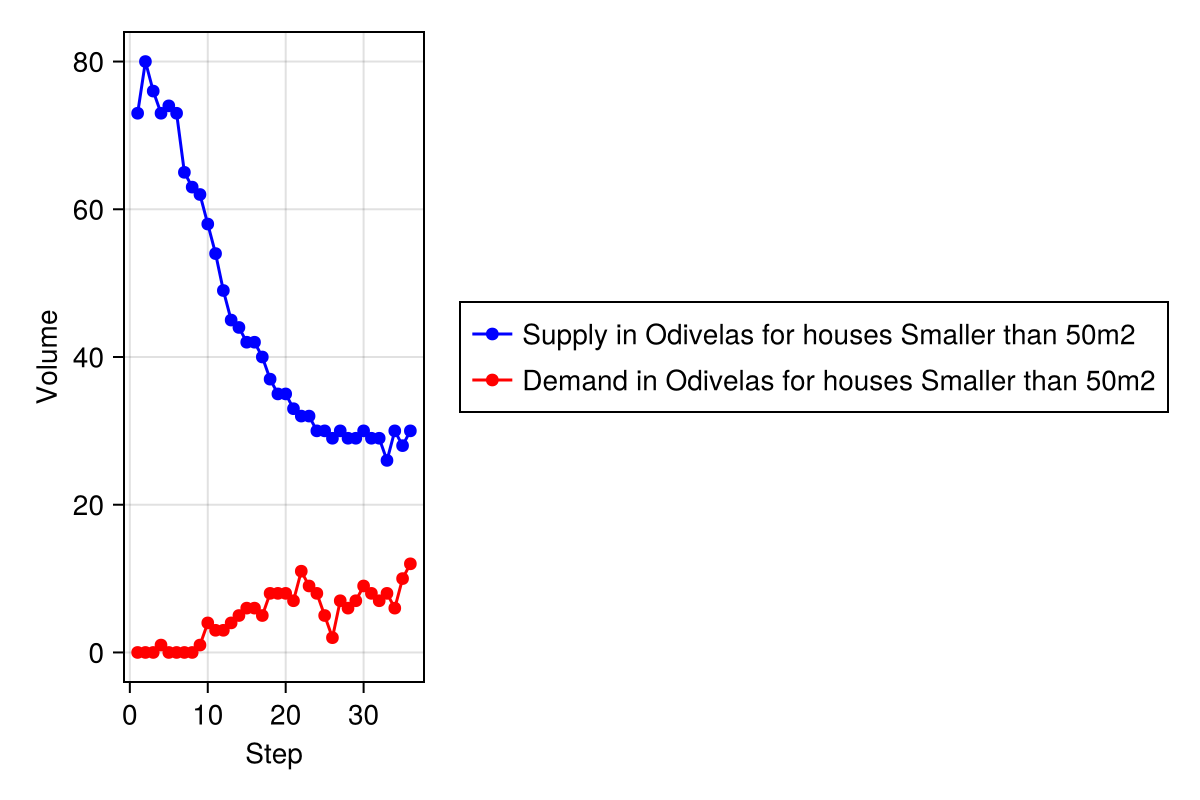 80
60
40
20
0
Volume
0 10 20 30
Step
Supply in Odivelas for houses Smaller than 50m2
Demand in Odivelas for houses Smaller than 50m2